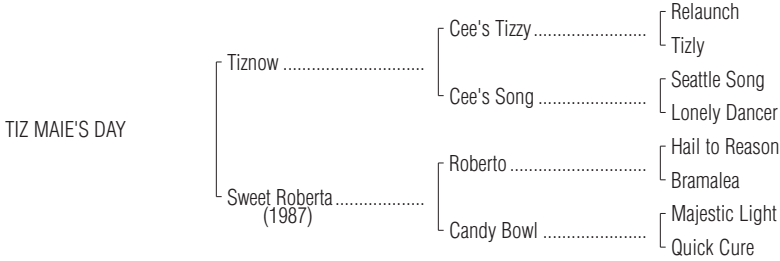 Relaunch
Cee's Tizzy
Tizly
Tiznow
Seattle Song
Cee's Song
Lonely Dancer
TIZ MAIE'S DAY
Hail to Reason
Roberto
Bramalea
Sweet Roberta
(1987)
Majestic Light
Candy Bowl
Quick Cure